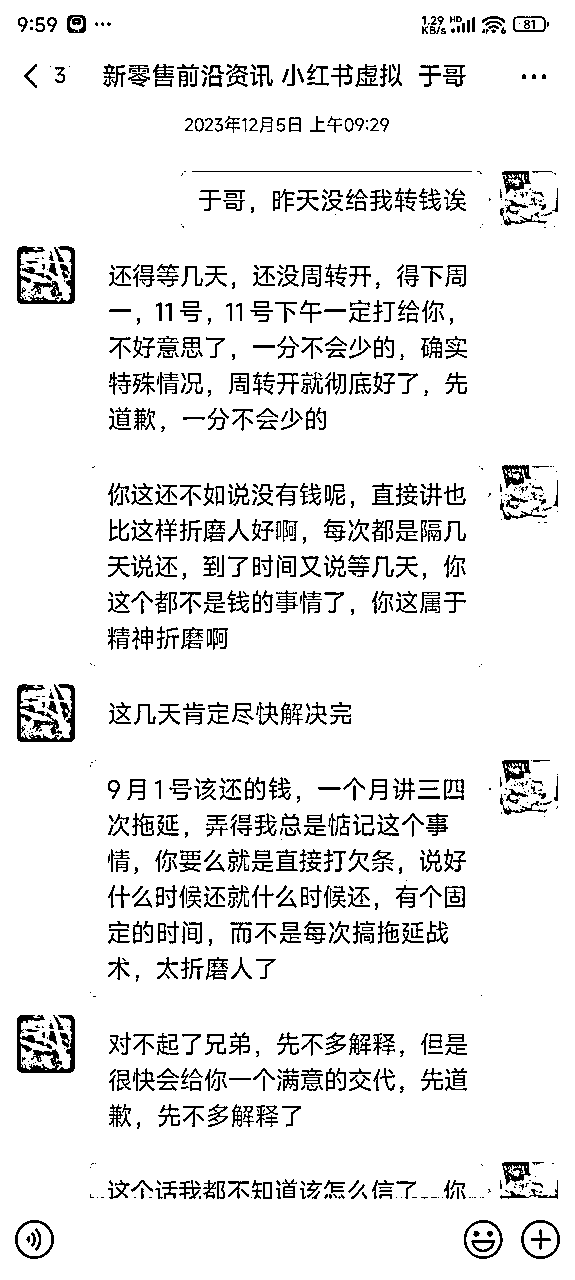 9:59 ··· 1.29 KB/s HD 81
3 新零售前沿资讯 小红书虚拟 于哥 ···
2023年12月5日 上午09:29
于哥，昨天没给我转钱诶
还得等几天，还没周转开，得下周
一，11号，11号下午一定打给你，
不好意思了，一分不会少的，确实
特殊情况，周转开就彻底好了，先
道歉，一分不会少的
你这还不如说没有钱呢，直接讲也
比这样折磨人好啊，每次都是隔几
天说还，到了时间又说等几天，你
这个都不是钱的事情了，你这属于
精神折磨啊
这几天肯定尽快解决完
9月1号该还的钱，一个月讲三四
次拖延，弄得我总是惦记这个事
情，你要么就是直接打欠条，说好
什么时候还就什么时候还，有个固
定的时间，而不是每次搞拖延战
术，太折磨人了
对不起了兄弟，先不多解释，但是
很快会给你一个满意的交代，先道
歉，先不多解释了
这个话我都不知道该怎么信了，你